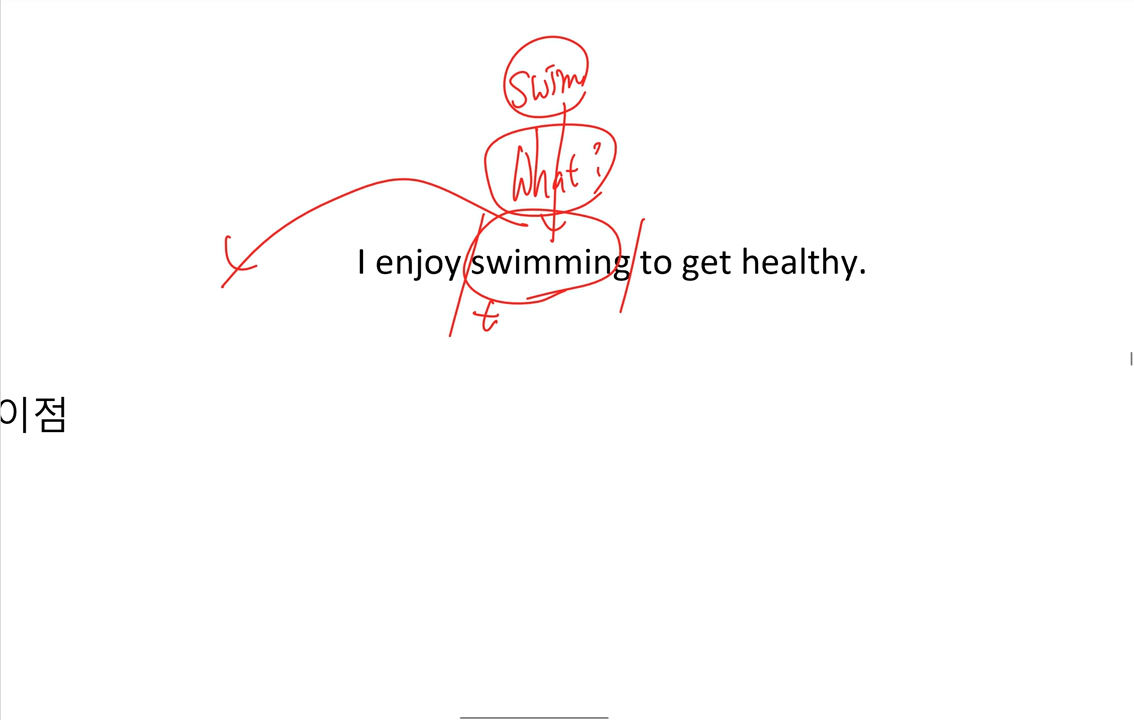 Swim
What?
I enjoy swimming to get healthy.
t
이점